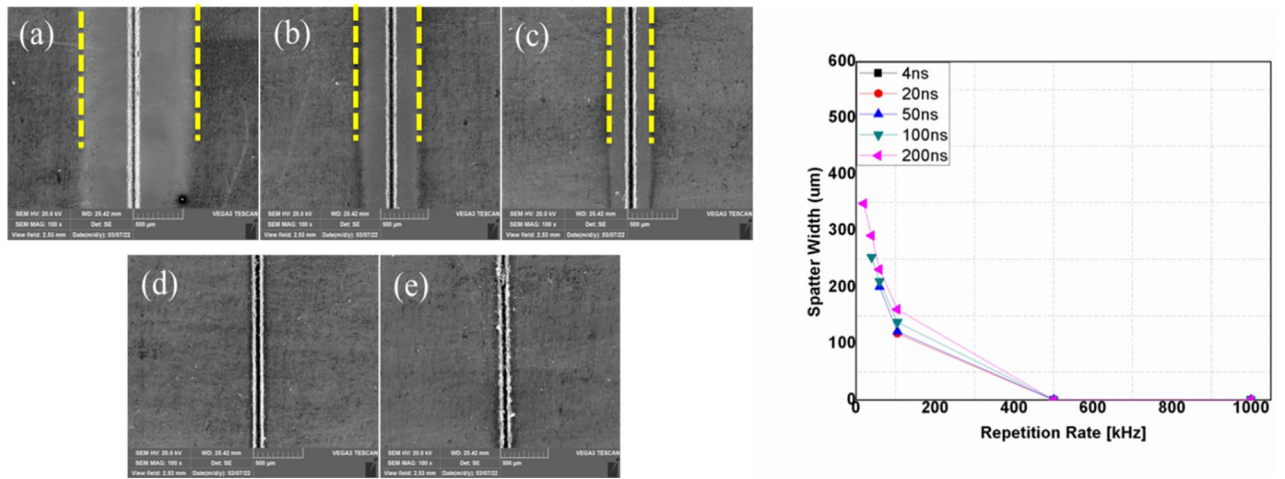 (a)
SEM HV: 20.0 kV WD: 25.42 mm VEGA3 TESCAN
SEM MAG: 100 x Det: SE 500 µm
View field: 2.53 mm Date(m/d/y): 03/07/22
(b)
SEM HV: 20.0 kV WD: 25.42 mm VEGA3 TESCAN
SEM MAG: 100 x Det: SE 500 µm
View field: 2.53 mm Date(m/d/y): 03/07/22
(c)
SEM HV: 20.0 kV WD: 25.42 mm VEGA3 TESCAN
SEM MAG: 100 x Det: SE 500 µm
View field: 2.53 mm Date(m/d/y): 03/07/22
(d)
SEM HV: 20.0 kV WD: 25.42 mm VEGA3 TESCAN
SEM MAG: 100 x Det: SE 500 µm
View field: 2.53 mm Date(m/d/y): 03/07/22
(e)
SEM HV: 20.0 kV WD: 25.42 mm VEGA3 TESCAN
SEM MAG: 100 x Det: SE 500 µm
View field: 2.53 mm Date(m/d/y): 03/07/22
Spatter Width (um)
600
500
400
300
200
100
0
4ns
20ns
50ns
100ns
200ns
0 200 400 600 800 1000
Repetition Rate [kHz]